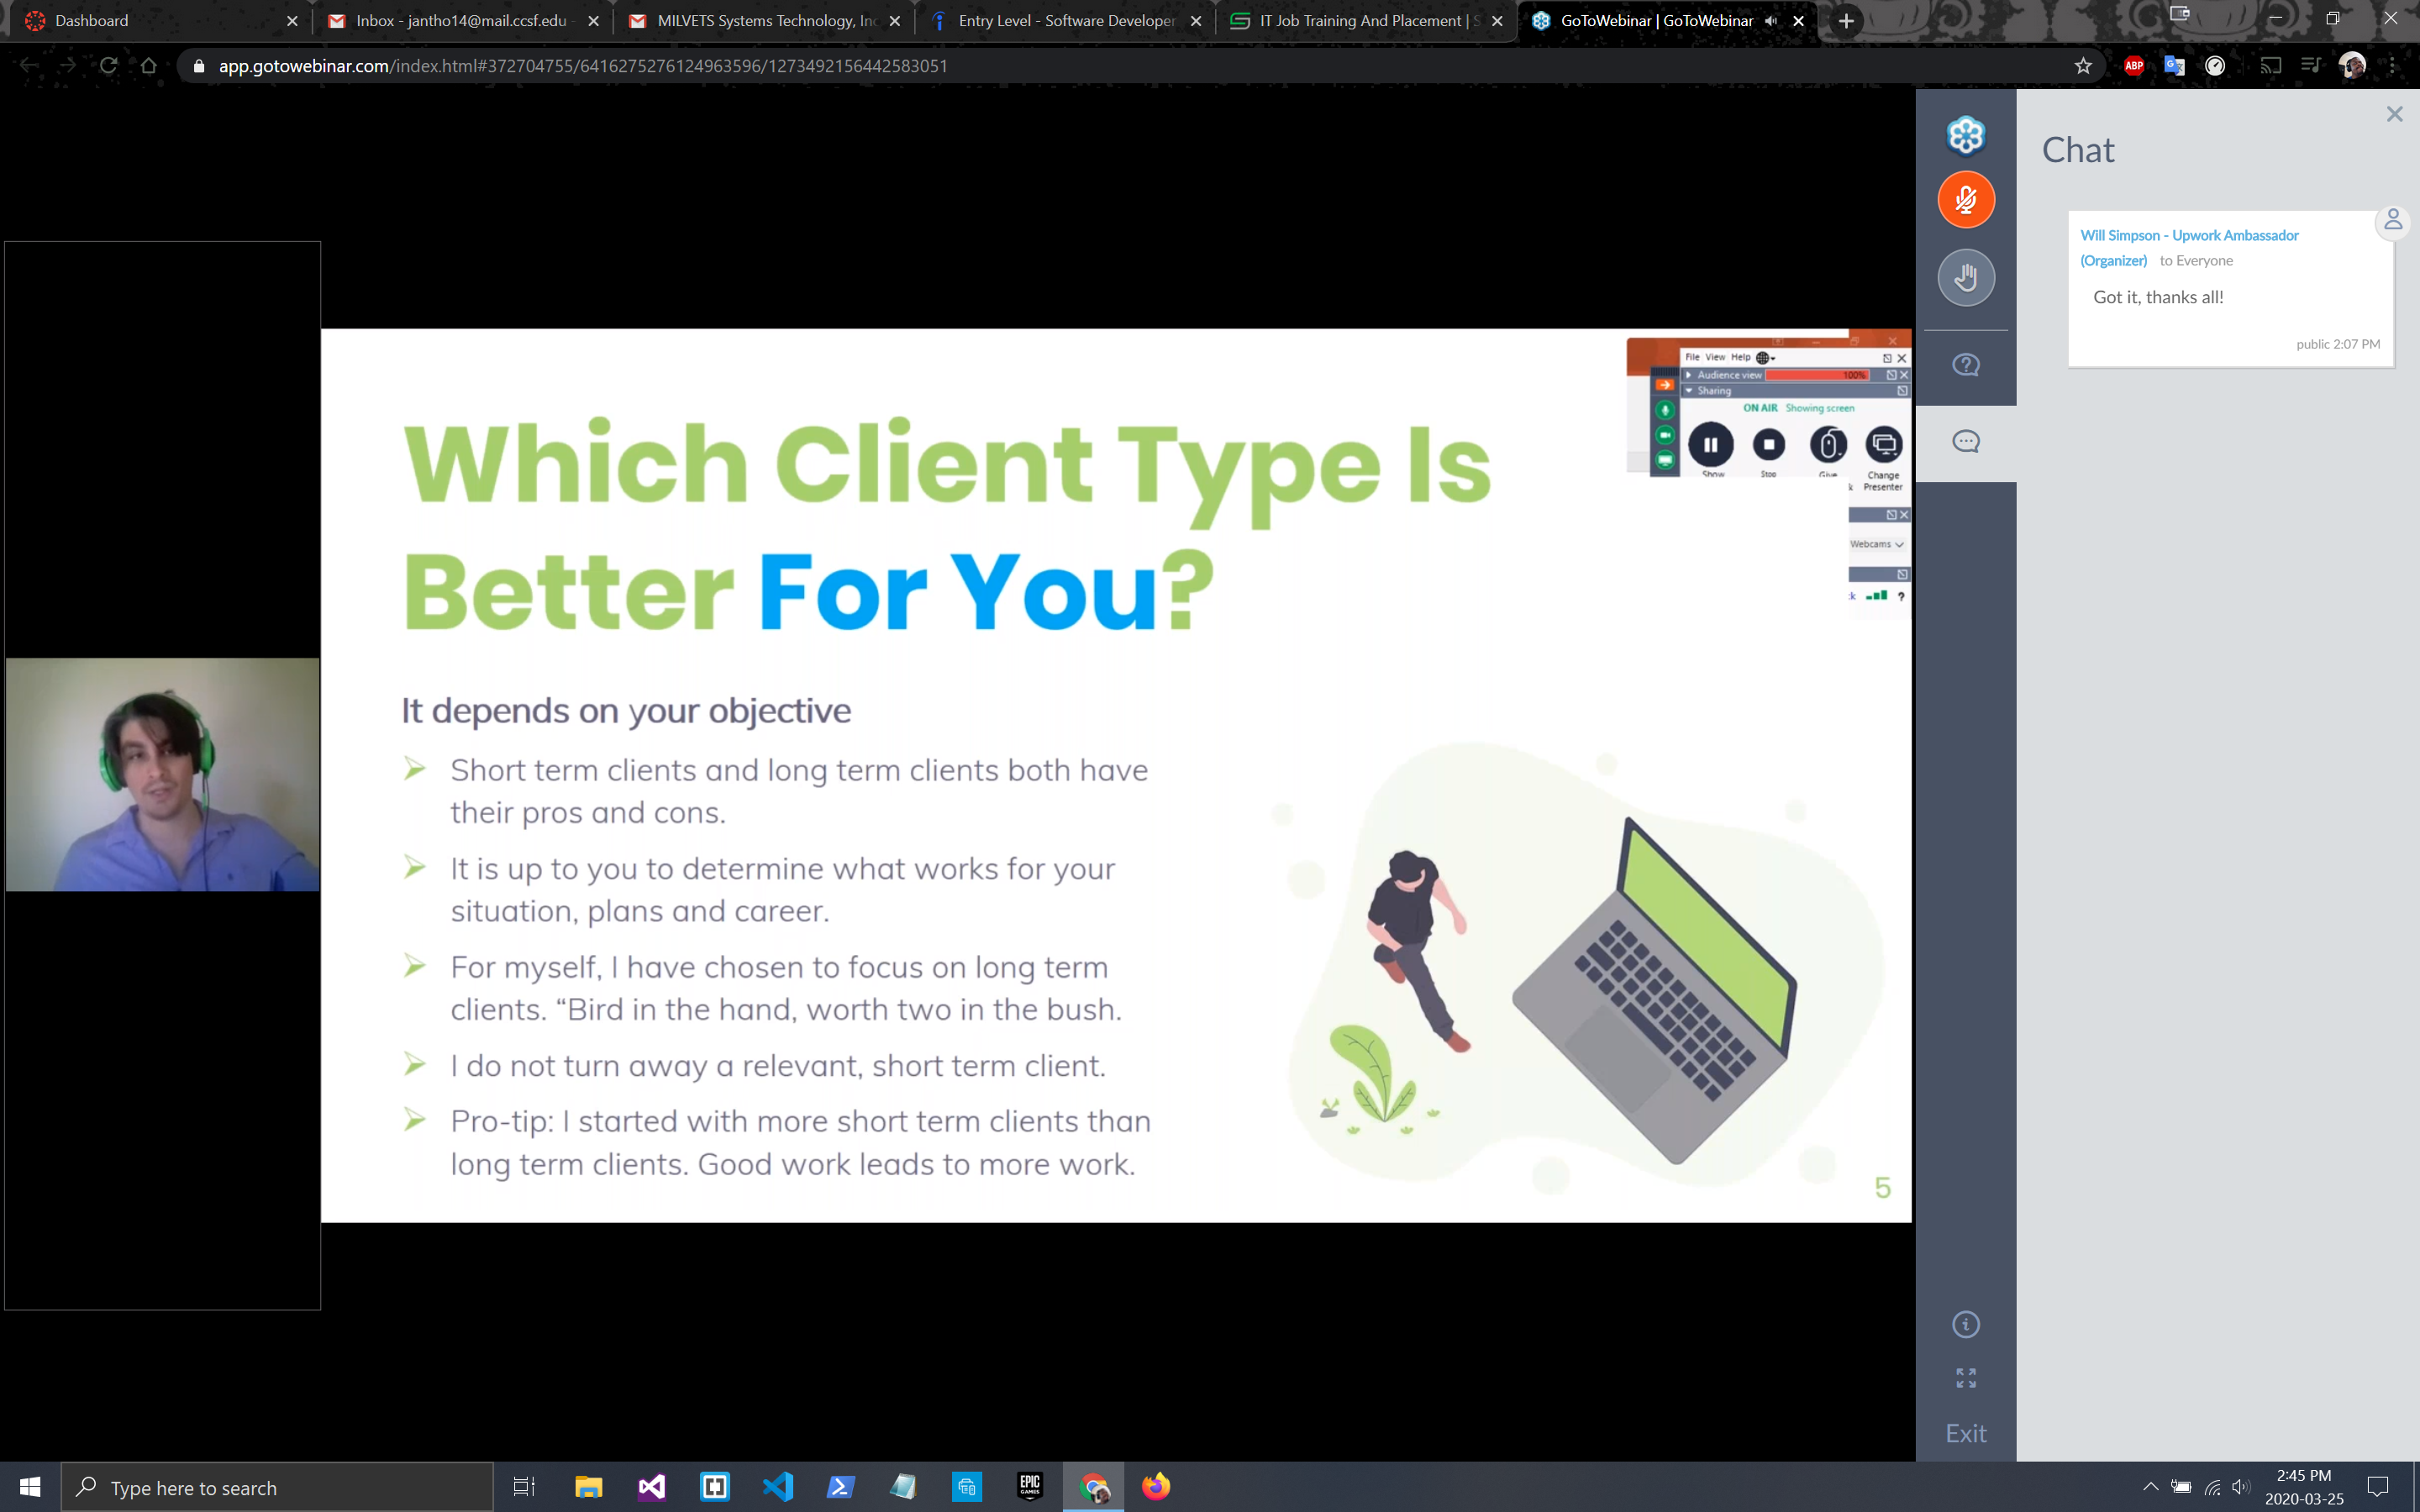 Dashboard
Inbox - jantho14@mail.ccsf.edu -
MILVETS Systems Technology, Inc
Entry Level - Software Developer
IT Job Training And Placement | S
GoToWebinar | GoToWebinar
app.gotowebinar.com/index.html#372704755/6416275276124963596/1273492156442583051
ABP
Chat
Will Simpson - Upwork Ambassador
(Organizer) to Everyone
Got it, thanks all!
public 2:07 PM
File View Help
Audience view 100%
Sharing
ON AIR Showing screen
Show Stop Give Change
Presenter
Webcams
Which Client Type Is
Better For You?
It depends on your objective
Short term clients and long term clients both have
their pros and cons.
It is up to you to determine what works for your
situation, plans and career.
For myself, I have chosen to focus on long term
clients. “Bird in the hand, worth two in the bush.
I do not turn away a relevant, short term client.
Pro-tip: I started with more short term clients than
long term clients. Good work leads to more work.
5
Exit
Type here to search
EPIC
GAMES
2:45 PM
2020-03-25